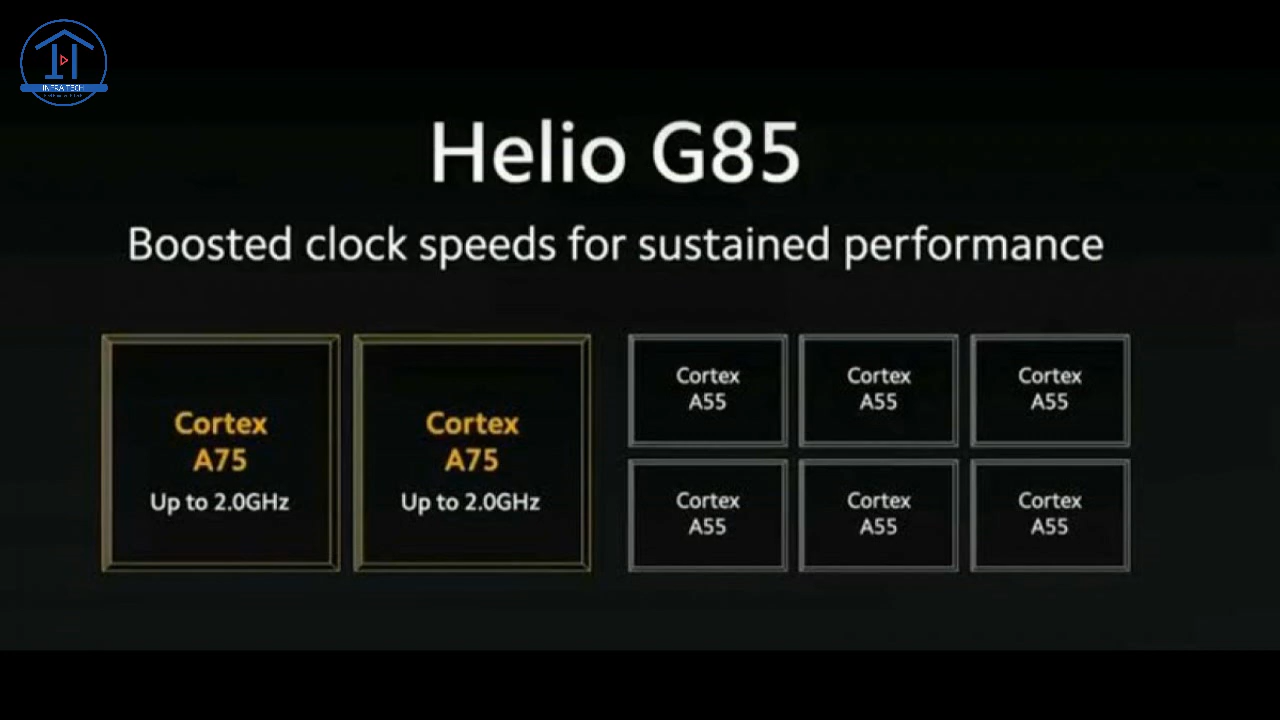 INFRA TECH
Helio G85
Boosted clock speeds for sustained performance
Cortex
A75
Up to 2.0GHz
Cortex
A75
Up to 2.0GHz
Cortex
A55
Cortex
A55
Cortex
A55
Cortex
A55
Cortex
A55
Cortex
A55